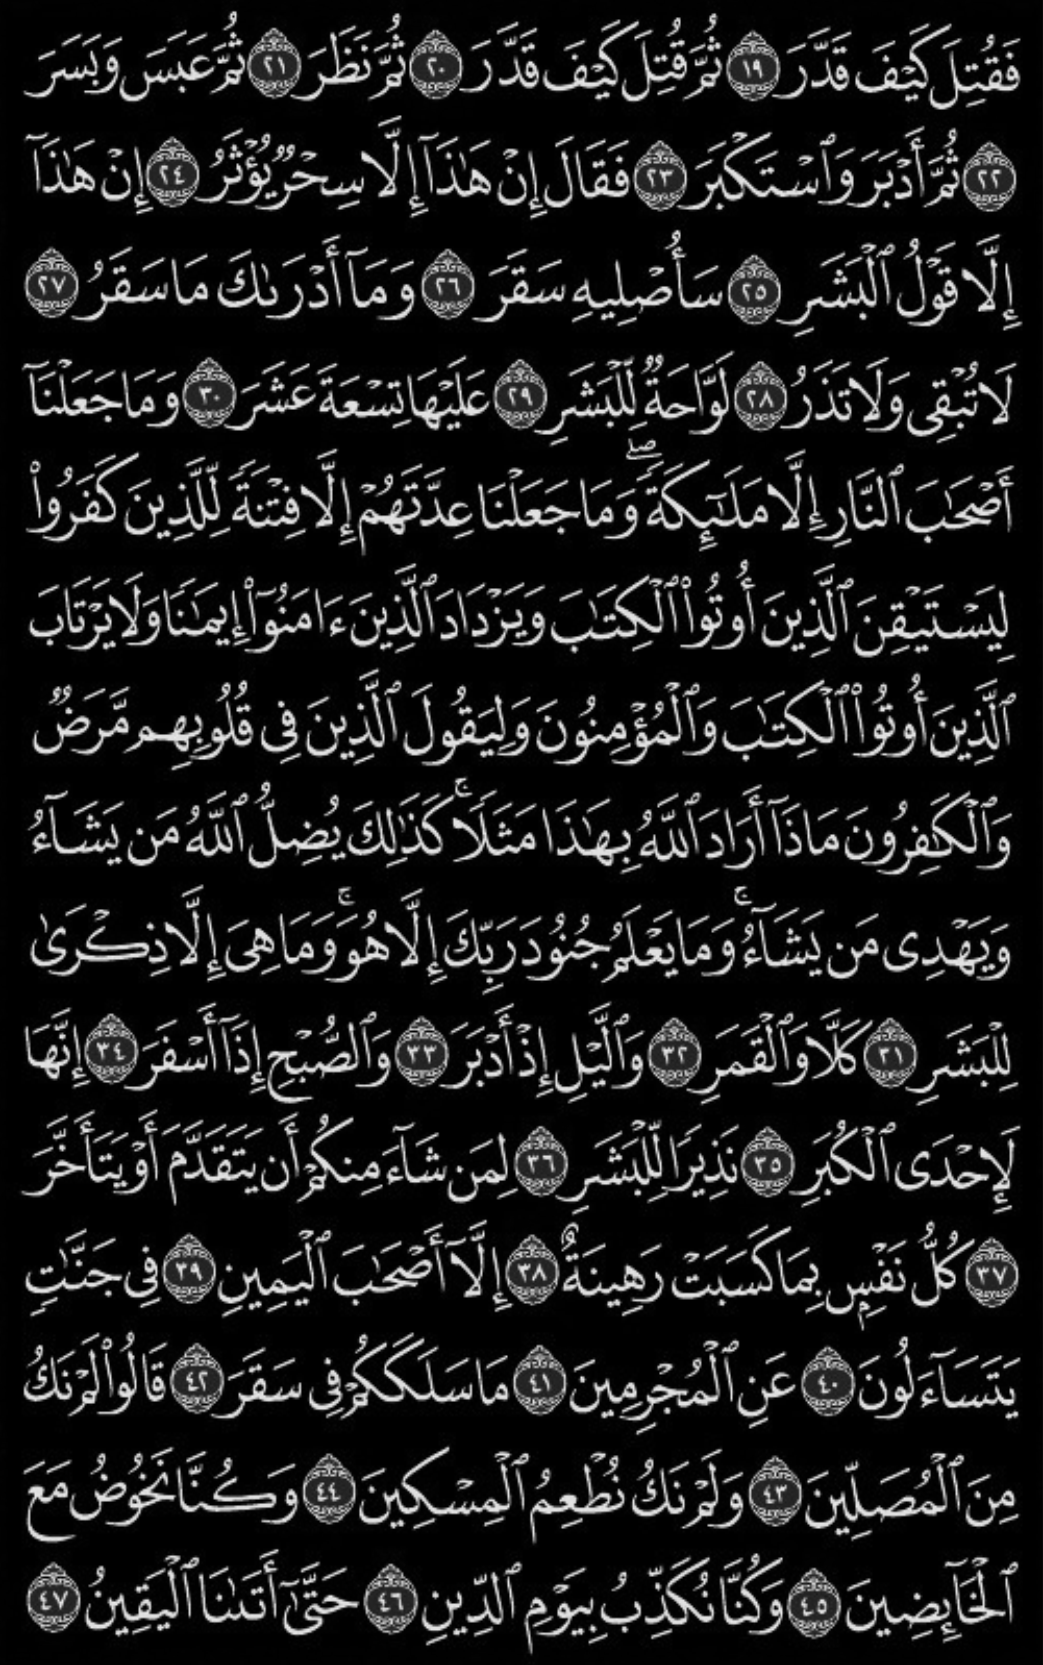 فَقُتِلَ كَيْفَ قَدَّرَ ١٩ ثُمَّ قُتِلَ كَيْفَ قَدَّرَ ٢٠ ثُمَّ نَظَرَ ٢١ ثُمَّ عَبَسَ وَبَسَرَ
٢٢ ثُمَّ أَدْبَرَ وَٱسْتَكْبَرَ ٢٣ فَقَالَ إِنْ هَٰذَآ إِلَّا سِحْرٌ يُؤْثَرُ ٢٤ إِنْ هَٰذَآ
إِلَّا قَوْلُ ٱلْبَشَرِ ٢٥ سَأُصْلِيهِ سَقَرَ ٢٦ وَمَآ أَدْرَىٰكَ مَا سَقَرُ ٢٧
لَا تُبْقِى وَلَا تَذَرُ ٢٨ لَوَّاحَةٌ لِّلْبَشَرِ ٢٩ عَلَيْهَا تِسْعَةَ عَشَرَ ٣٠ وَمَا جَعَلْنَآ
أَصْحَٰبَ ٱلنَّارِ إِلَّا مَلَٰٓئِكَةً ۖ وَمَا جَعَلْنَا عِدَّتَهُمْ إِلَّا فِتْنَةً لِّلَّذِينَ كَفَرُوا۟
لِيَسْتَيْقِنَ ٱلَّذِينَ أُوتُوا۟ ٱلْكِتَٰبَ وَيَزْدَادَ ٱلَّذِينَ ءَامَنُوٓا۟ إِيمَٰنًا وَلَا يَرْتَابَ
ٱلَّذِينَ أُوتُوا۟ ٱلْكِتَٰبَ وَٱلْمُؤْمِنُونَ وَلِيَقُولَ ٱلَّذِينَ فِى قُلُوبِهِم مَّرَضٌ
وَٱلْكَٰفِرُونَ مَاذَآ أَرَادَ ٱللَّهُ بِهَٰذَا مَثَلًا ۚ كَذَٰلِكَ يُضِلُّ ٱللَّهُ مَن يَشَآءُ
وَيَهْدِى مَن يَشَآءُ ۚ وَمَا يَعْلَمُ جُنُودَ رَبِّكَ إِلَّا هُوَ ۚ وَمَا هِىَ إِلَّا ذِكْرَىٰ
لِلْبَشَرِ ٣١ كَلَّا وَٱلْقَمَرِ ٣٢ وَٱلَّيْلِ إِذْ أَدْبَرَ ٣٣ وَٱلصُّبْحِ إِذَآ أَسْفَرَ ٣٤ إِنَّهَا
لَإِحْدَى ٱلْكُبَرِ ٣٥ نَذِيرًا لِّلْبَشَرِ ٣٦ لِمَن شَآءَ مِنكُمْ أَن يَتَقَدَّمَ أَوْ يَتَأَخَّرَ
٣٧ كُلُّ نَفْسٍۭ بِمَا كَسَبَتْ رَهِينَةٌ ٣٨ إِلَّآ أَصْحَٰبَ ٱلْيَمِينِ ٣٩ فِى جَنَّٰتٍ
يَتَسَآءَلُونَ ٤٠ عَنِ ٱلْمُجْرِمِينَ ٤١ مَا سَلَكَكُمْ فِى سَقَرَ ٤٢ قَالُوا۟ لَمْ نَكُ
مِنَ ٱلْمُصَلِّينَ ٤٣ وَلَمْ نَكُ نُطْعِمُ ٱلْمِسْكِينَ ٤٤ وَكُنَّا نَخُوضُ مَعَ
ٱلْخَآئِضِينَ ٤٥ وَكُنَّا نُكَذِّبُ بِيَوْمِ ٱلدِّينِ ٤٦ حَتَّىٰٓ أَتَىٰنَا ٱلْيَقِينُ ٤٧